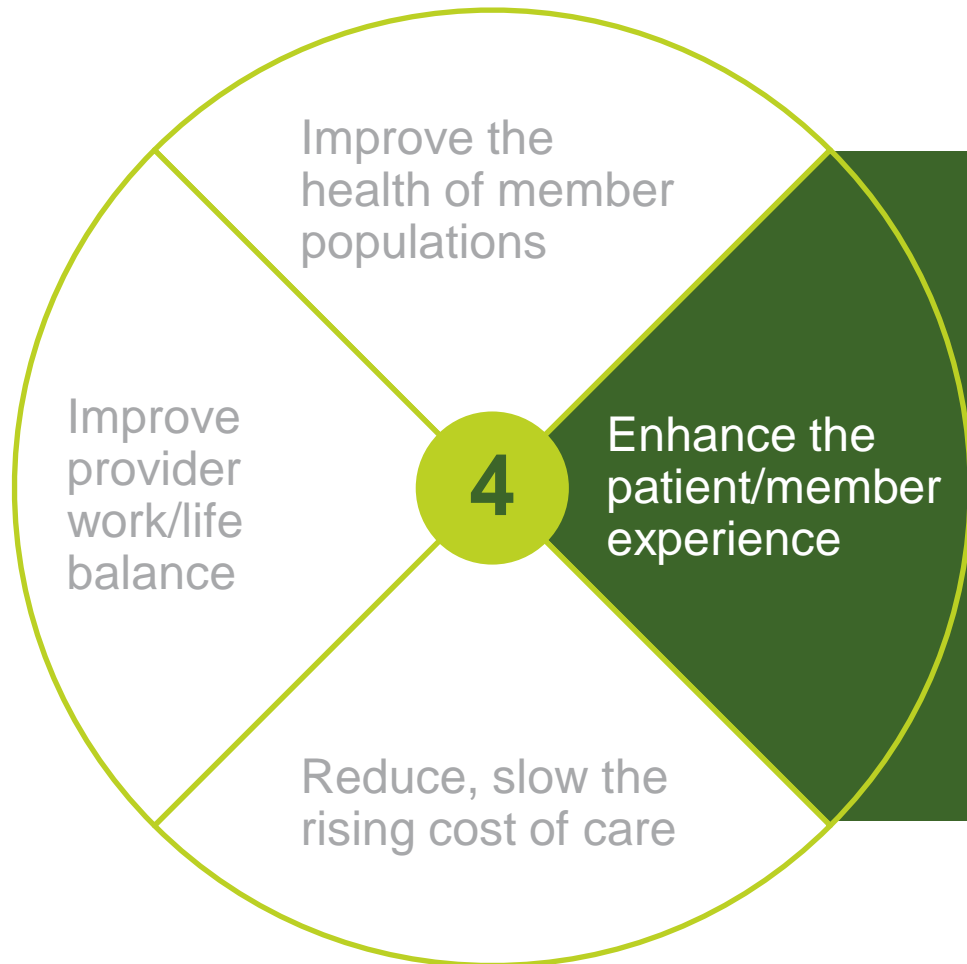 Improve the
health of member
populations
Improve
provider
work/life
balance
4
Enhance the
patient/member
experience
Reduce, slow the
rising cost of care